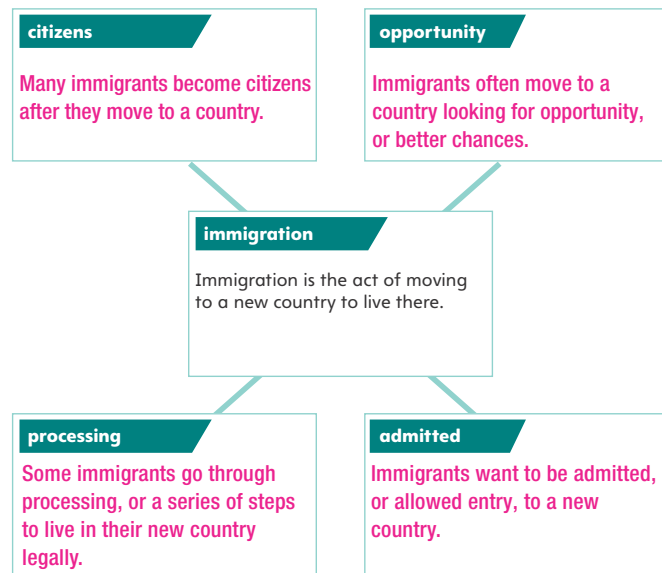 citizens
Many immigrants become citizens
after they move to a country.
opportunity
Immigrants often move to a
country looking for opportunity,
or better chances.
immigration
Immigration is the act of moving
to a new country to live there.
processing
Some immigrants go through
processing, or a series of steps
to live in their new country
legally.
admitted
Immigrants want to be admitted,
or allowed entry, to a new
country.